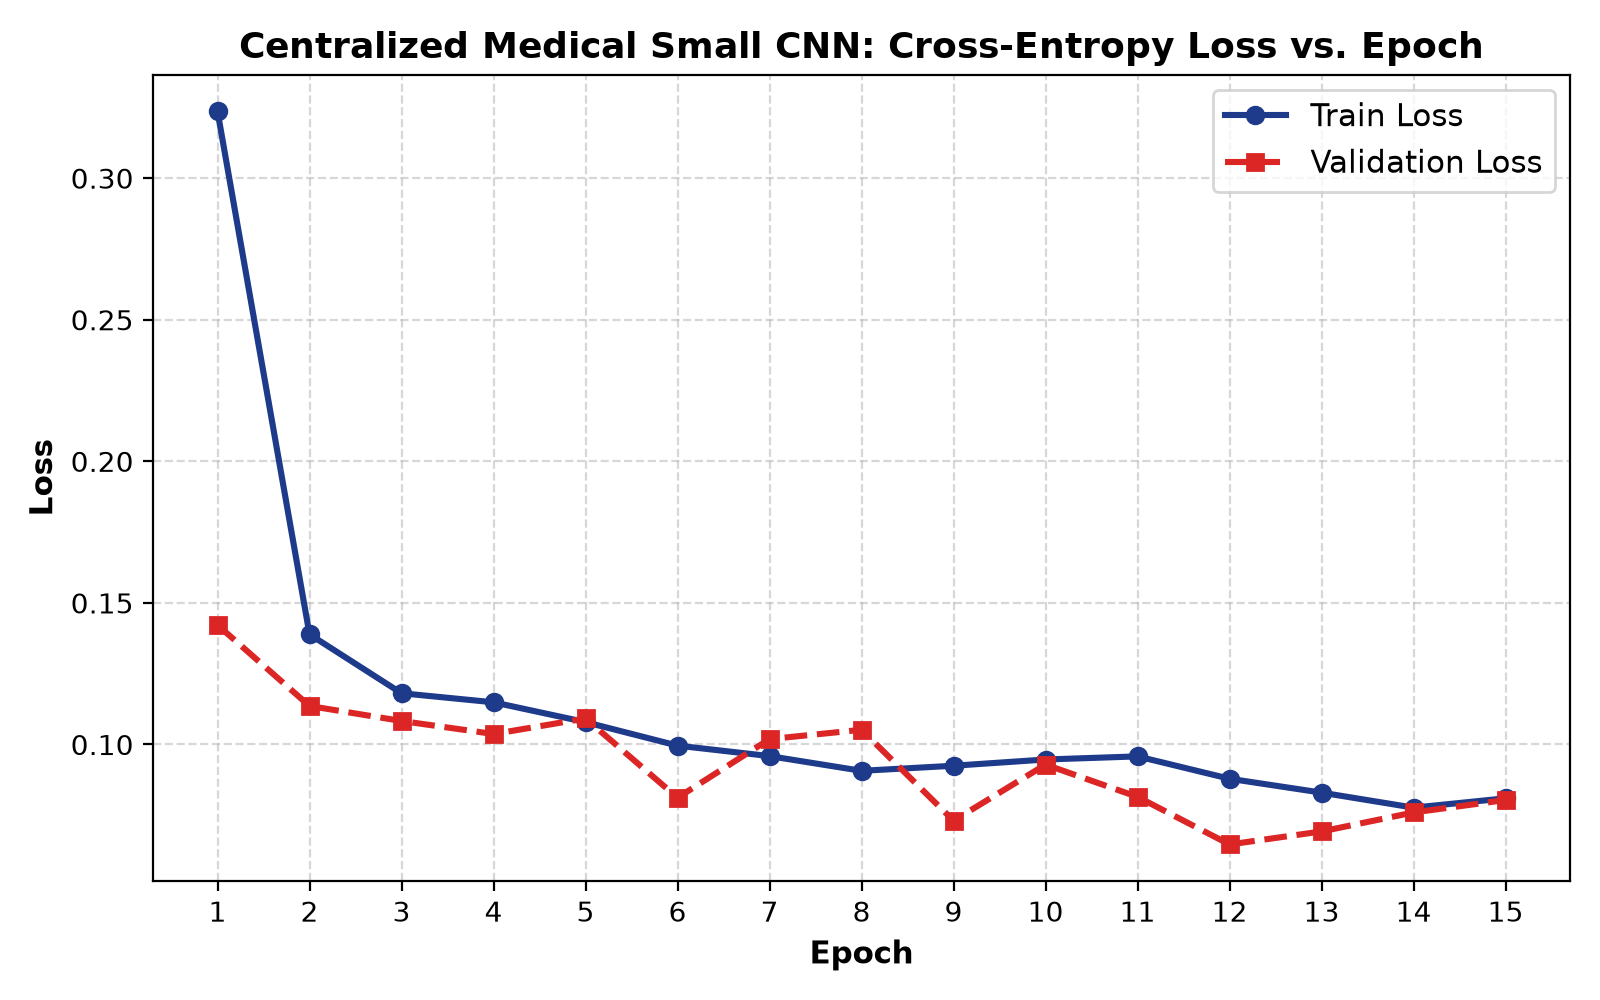 Centralized Medical Small CNN: Cross-Entropy Loss vs. Epoch
Train Loss
Validation Loss
0.30
0.25
0.20
0.15
0.10
Loss
1 2 3 4 5 6 7 8 9 10 11 12 13 14 15
Epoch